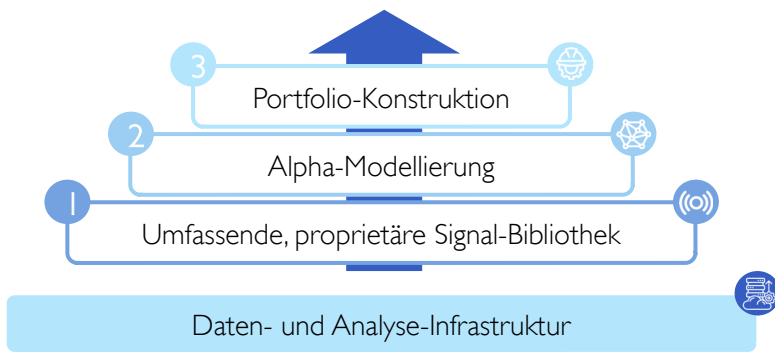 3
Portfolio-Konstruktion
2
Alpha-Modellierung
1
Umfassende, proprietäre Signal-Bibliothek
Daten- und Analyse-Infrastruktur